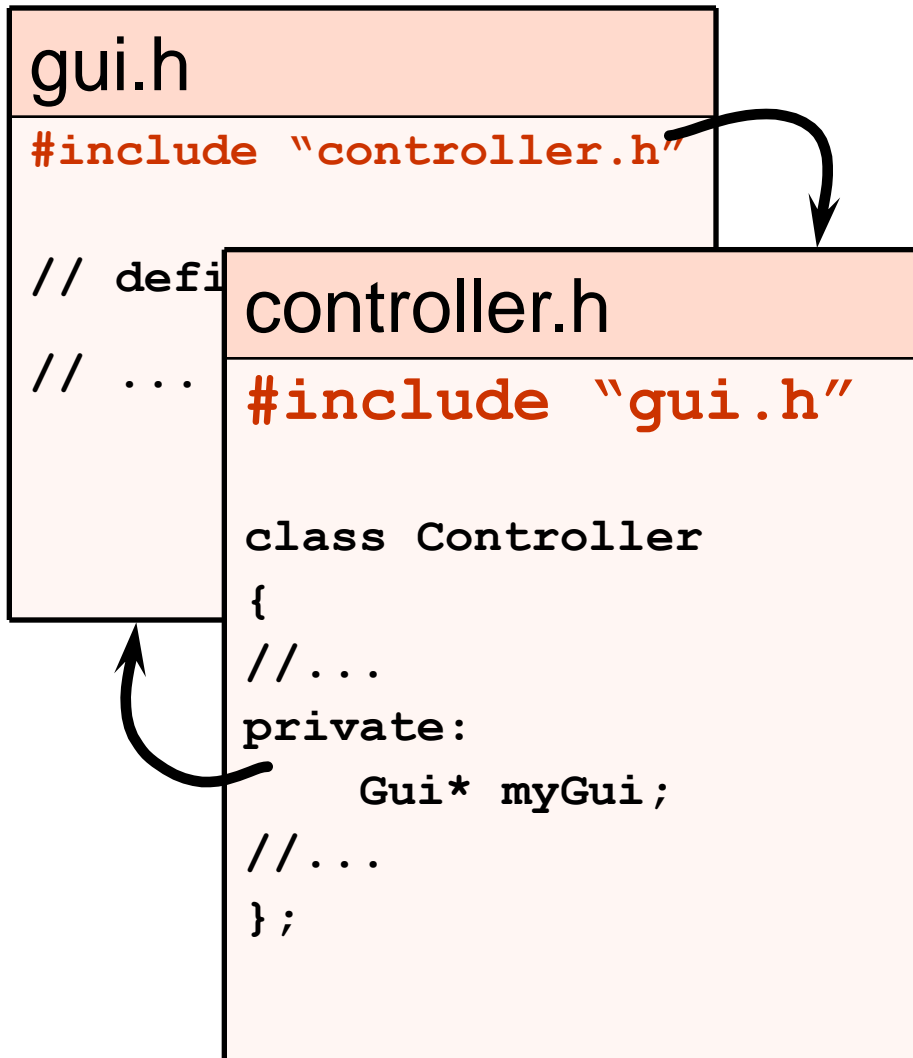 gui.h
#include “controller.h”
// defi
// ...
controller.h
#include “gui.h”
class Controller
{
//...
private:
Gui* myGui;
//...
};